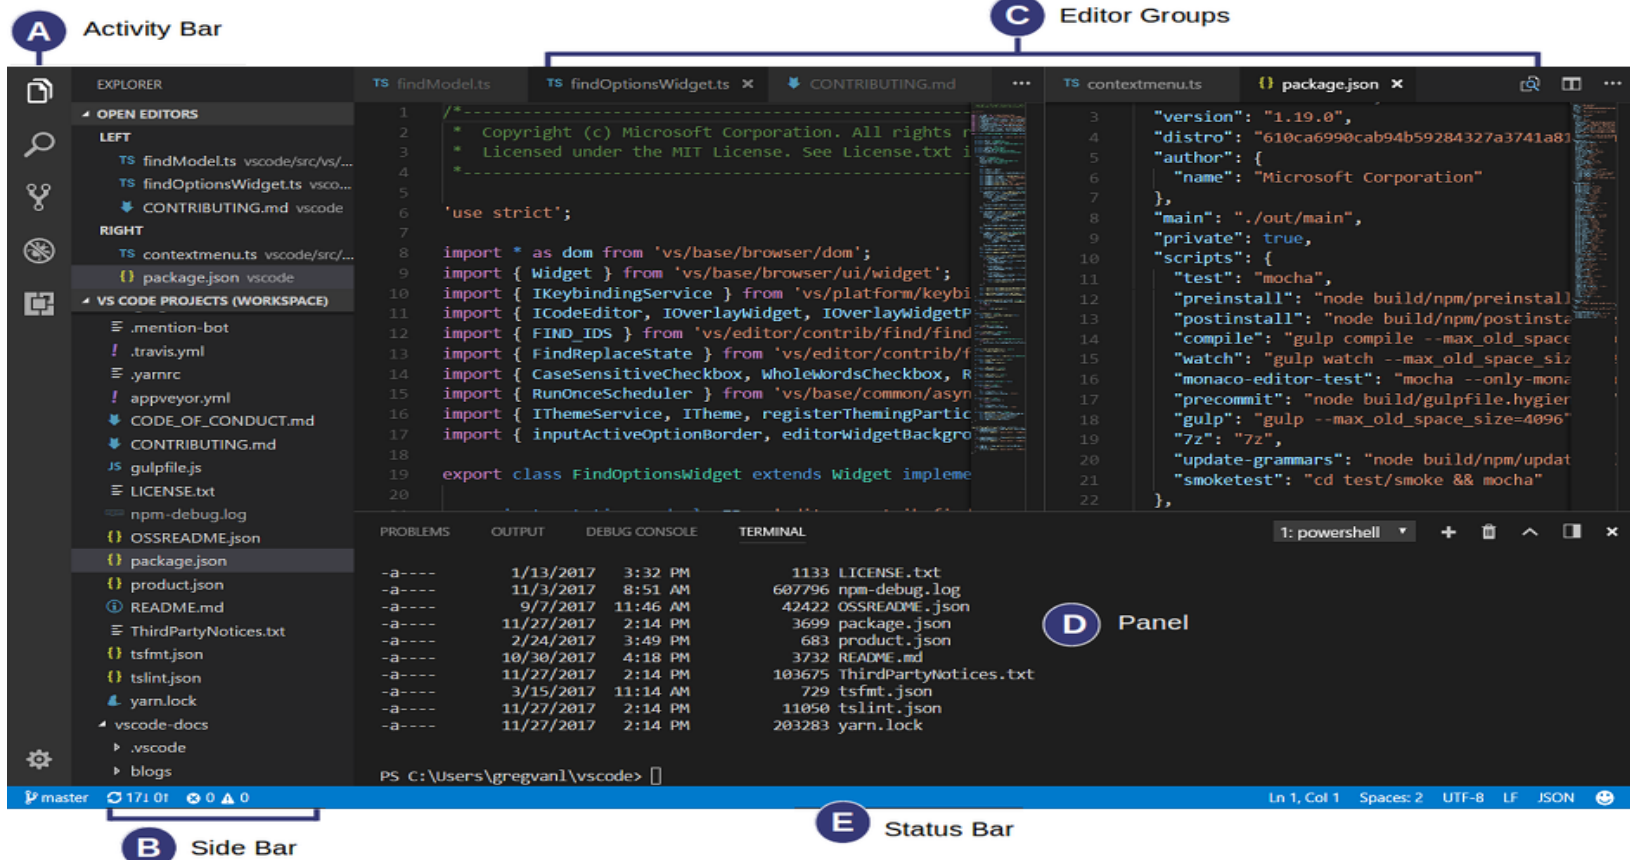 A Activity Bar
C Editor Groups
EXPLORER
OPEN EDITORS
LEFT
TS findModel.ts vscode/src/vs/...
TS findOptionsWidget.ts vsco...
CONTRIBUTING.md vscode
RIGHT
TS contextmenu.ts vscode/src/...
{} package.json vscode
VS CODE PROJECTS (WORKSPACE)
.mention-bot
! .travis.yml
.yarnrc
! appveyor.yml
CODE_OF_CONDUCT.md
CONTRIBUTING.md
JS gulpfile.js
LICENSE.txt
npm-debug.log
{} OSSREADME.json
{} package.json
{} product.json
README.md
ThirdPartyNotices.txt
{} tsfmt.json
{} tslint.json
yarn.lock
vscode-docs
.vscode
blogs
TS findModel.ts TS findOptionsWidget.ts × CONTRIBUTING.md ...
1 /*---------------------------------------------------
2 * Copyright (c) Microsoft Corporation. All rights r
3 * Licensed under the MIT License. See License.txt i
4 *---------------------------------------------------
5
6 'use strict';
7
8 import * as dom from 'vs/base/browser/dom';
9 import { Widget } from 'vs/base/browser/ui/widget';
10 import { IKeybindingService } from 'vs/platform/keybi
11 import { ICodeEditor, IOverlayWidget, IOverlayWidgetP
12 import { FIND_IDS } from 'vs/editor/contrib/find/find
13 import { FindReplaceState } from 'vs/editor/contrib/f
14 import { CaseSensitiveCheckbox, WholeWordsCheckbox, R
15 import { RunOnceScheduler } from 'vs/base/common/asyn
16 import { IThemeService, ITheme, registerThemingPartic
17 import { inputActiveOptionBorder, editorWidgetBackgro
18
19 export class FindOptionsWidget extends Widget impleme
20
TS contextmenu.ts {} package.json × ...
3 "version": "1.19.0",
4 "distro": "610ca6990cab94b59284327a3741a81
5 "author": {
6 "name": "Microsoft Corporation"
7 },
8 "main": "./out/main",
9 "private": true,
10 "scripts": {
11 "test": "mocha",
12 "preinstall": "node build/npm/preinstall
13 "postinstall": "node build/npm/postinsta
14 "compile": "gulp compile --max_old_space
15 "watch": "gulp watch --max_old_space_siz
16 "monaco-editor-test": "mocha --only-mona
17 "precommit": "node build/gulpfile.hygier
18 "gulp": "gulp --max_old_space_size=4096"
19 "7z": "7z",
20 "update-grammars": "node build/npm/updat
21 "smoketest": "cd test/smoke && mocha"
22 },
PROBLEMS OUTPUT DEBUG CONSOLE TERMINAL 1: powershell
-a---- 1/13/2017 3:32 PM 1133 LICENSE.txt
-a---- 11/3/2017 8:51 AM 607796 npm-debug.log
-a---- 9/7/2017 11:46 AM 42422 OSSREADME.json
-a---- 11/27/2017 2:14 PM 3699 package.json
-a---- 2/24/2017 3:49 PM 683 product.json
-a---- 10/30/2017 4:18 PM 3732 README.md
-a---- 11/27/2017 2:14 PM 103675 ThirdPartyNotices.txt
-a---- 3/15/2017 11:14 AM 729 tsfmt.json
-a---- 11/27/2017 2:14 PM 11050 tslint.json
-a---- 11/27/2017 2:14 PM 203283 yarn.lock
PS C:\Users\gregvanl\vscode>
D Panel
master 17↓ 0↑ 0 0 Ln 1, Col 1 Spaces: 2 UTF-8 LF JSON
B Side Bar
E Status Bar